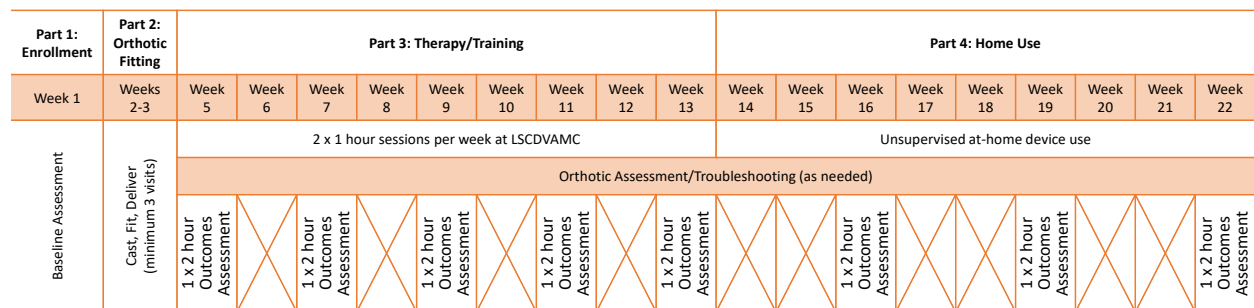 Part 1:
Enrollment
Part 2:
Orthotic
Fitting
Part 3: Therapy/Training
Part 4: Home Use
Week 1
Weeks
2-3
Week
5
Week
6
Week
7
Week
8
Week
9
Week
10
Week
11
Week
12
Week
13
Week
14
Week
15
Week
16
Week
17
Week
18
Week
19
Week
20
Week
21
Week
22
Baseline Assessment
Cast, Fit, Deliver
(minimum 3 visits)
2 x 1 hour sessions per week at LSCDVAMC
Unsupervised at-home device use
Orthotic Assessment/Troubleshooting (as needed)
1 x 2 hour
Outcomes
Assessment
1 x 2 hour
Outcomes
Assessment
1 x 2 hour
Outcomes
Assessment
1 x 2 hour
Outcomes
Assessment
1 x 2 hour
Outcomes
Assessment
1 x 2 hour
Outcomes
Assessment
1 x 2 hour
Outcomes
Assessment
1 x 2 hour
Outcomes
Assessment